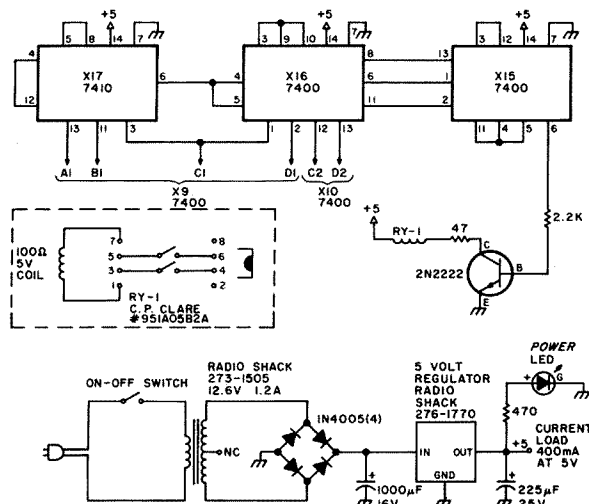 +5 +5 +5
5 8 14 7 3 9 10 14 7 3 12 14 7
4 X17 7410 6 4 X16 7400 8 13 X15 7400
12 5 6 1
11 2
13 11 3 1 2 12 13 11 4 5 6
A1 B1 C1 D1 C2 D2
X9 7400 X10 7400
2.2K
+5 RY-1 47 C
2N2222 B
E
100Ω
5V
COIL
7 8
5 6
3 4
1 2
RY-1
C.P. CLARE
#951A05B2A
ON-OFF SWITCH
RADIO SHACK
273-1505
12.6V 1.2A
NC
1N4005(4)
5 VOLT
REGULATOR
RADIO
SHACK
276-1770
IN OUT
GND
POWER
LED
+ G
470
+5
CURRENT
LOAD
400mA
AT 5V
+
1000μF
16V
+
225μF
25V